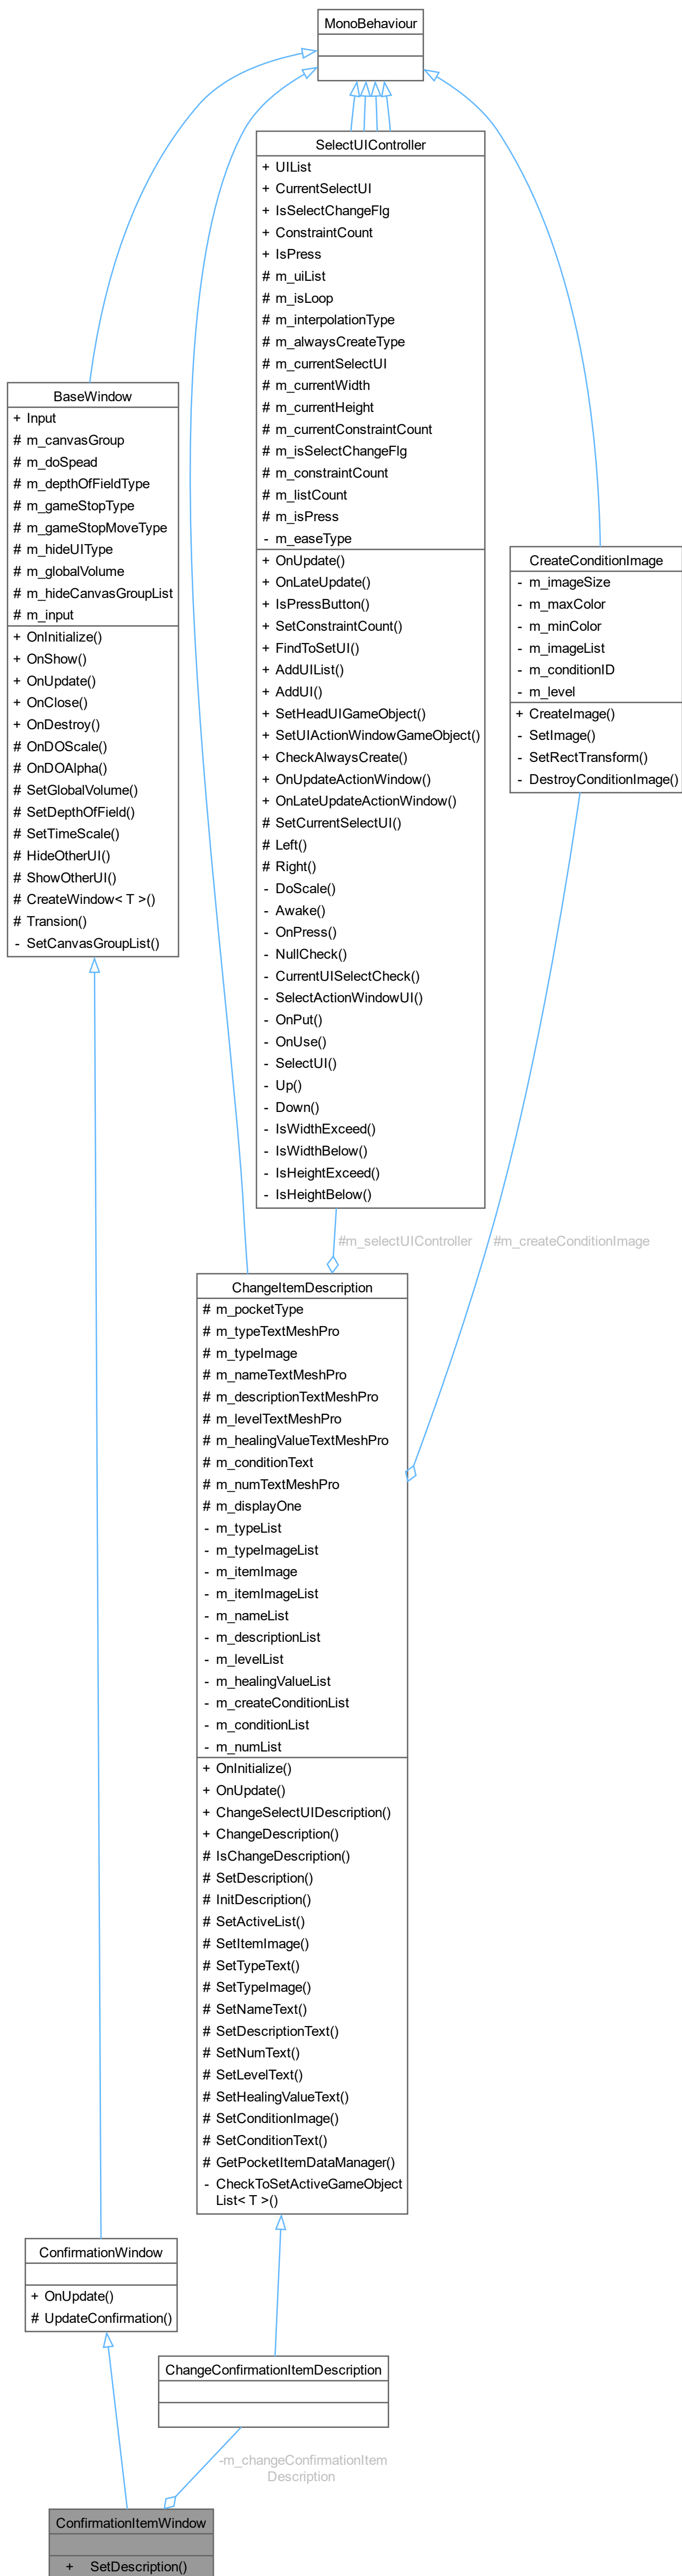 MonoBehaviour
SelectUIController
+ UIList
+ CurrentSelectUI
+ IsSelectChangeFlg
+ ConstraintCount
+ IsPress
# m_uiList
# m_isLoop
# m_interpolationType
# m_alwaysCreateType
# m_currentSelectUI
# m_currentWidth
# m_currentHeight
# m_currentConstraintCount
# m_isSelectChangeFlg
# m_constraintCount
# m_listCount
# m_isPress
- m_easeType
+ OnUpdate()
+ OnLateUpdate()
+ IsPressButton()
+ SetConstraintCount()
+ FindToSetUI()
+ AddUIList()
+ AddUI()
+ SetHeadUIGameObject()
+ SetUIActionWindowGameObject()
+ CheckAlwaysCreate()
+ OnUpdateActionWindow()
+ OnLateUpdateActionWindow()
# SetCurrentSelectUI()
# Left()
# Right()
- DoScale()
- Awake()
- OnPress()
- NullCheck()
- CurrentUISelectCheck()
- SelectActionWindowUI()
- OnPut()
- OnUse()
- SelectUI()
- Up()
- Down()
- IsWidthExceed()
- IsWidthBelow()
- IsHeightExceed()
- IsHeightBelow()
BaseWindow
+ Input
# m_canvasGroup
# m_doSpead
# m_depthOfFieldType
# m_gameStopType
# m_gameStopMoveType
# m_hideUIType
# m_globalVolume
# m_hideCanvasGroupList
# m_input
+ OnInitialize()
+ OnShow()
+ OnUpdate()
+ OnClose()
+ OnDestroy()
# OnDOScale()
# OnDOAlpha()
# SetGlobalVolume()
# SetDepthOfField()
# SetTimeScale()
# HideOtherUI()
# ShowOtherUI()
# CreateWindow< T >()
# Transion()
- SetCanvasGroupList()
CreateConditionImage
- m_imageSize
- m_maxColor
- m_minColor
- m_imageList
- m_conditionID
- m_level
+ CreateImage()
- SetImage()
- SetRectTransform()
- DestroyConditionImage()
#m_selectUIController
#m_createConditionImage
ChangeItemDescription
# m_pocketType
# m_typeTextMeshPro
# m_typeImage
# m_nameTextMeshPro
# m_descriptionTextMeshPro
# m_levelTextMeshPro
# m_healingValueTextMeshPro
# m_conditionText
# m_numTextMeshPro
# m_displayOne
- m_typeList
- m_typeImageList
- m_itemImage
- m_itemImageList
- m_nameList
- m_descriptionList
- m_levelList
- m_healingValueList
- m_createConditionList
- m_conditionList
- m_numList
+ OnInitialize()
+ OnUpdate()
+ ChangeSelectUIDescription()
+ ChangeDescription()
# IsChangeDescription()
# SetDescription()
# InitDescription()
# SetActiveList()
# SetItemImage()
# SetTypeText()
# SetTypeImage()
# SetNameText()
# SetDescriptionText()
# SetNumText()
# SetLevelText()
# SetHealingValueText()
# SetConditionImage()
# SetConditionText()
# GetPocketItemDataManager()
- CheckToSetActiveGameObject
List< T >()
ConfirmationWindow
+ OnUpdate()
# UpdateConfirmation()
ChangeConfirmationItemDescription
-m_changeConfirmationItem
Description
ConfirmationItemWindow
+ SetDescription()